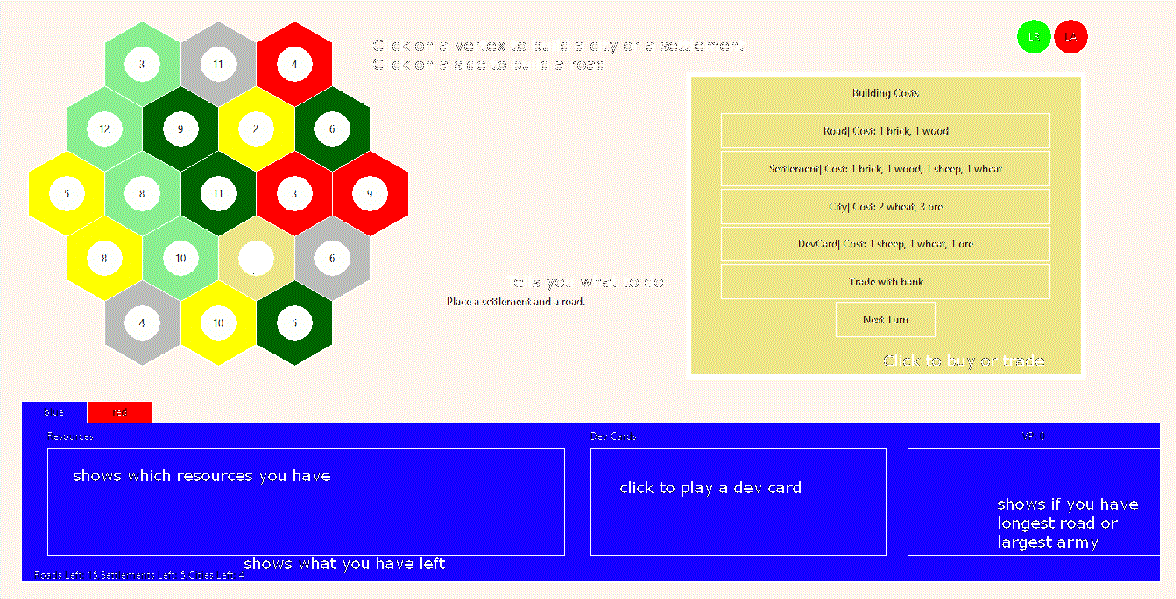 3 11 4
12 9 2 6
5 8 11 3 9
8 10 6
4 10 5
Click on a vertex to build a city or a settlement
Click on a side to build a road
LR LA
Building Costs
Road| Cost: 1 brick, 1 wood
Settlement| Cost: 1 brick, 1 wood, 1 sheep, 1 wheat
City| Cost: 2 wheat, 3 ore
DevCard| Cost: 1 sheep, 1 wheat, 1 ore
Trade with bank
Next Turn
Click to buy or trade
you what to do
Place a settlement and a road.
blue red
Resources
shows which resources you have
shows what you have left
Roads Left: 15 Settlements Left: 5 Cities Left: 4
Dev Cards
click to play a dev card
VP: 0
shows if you have
longest road or
largest army